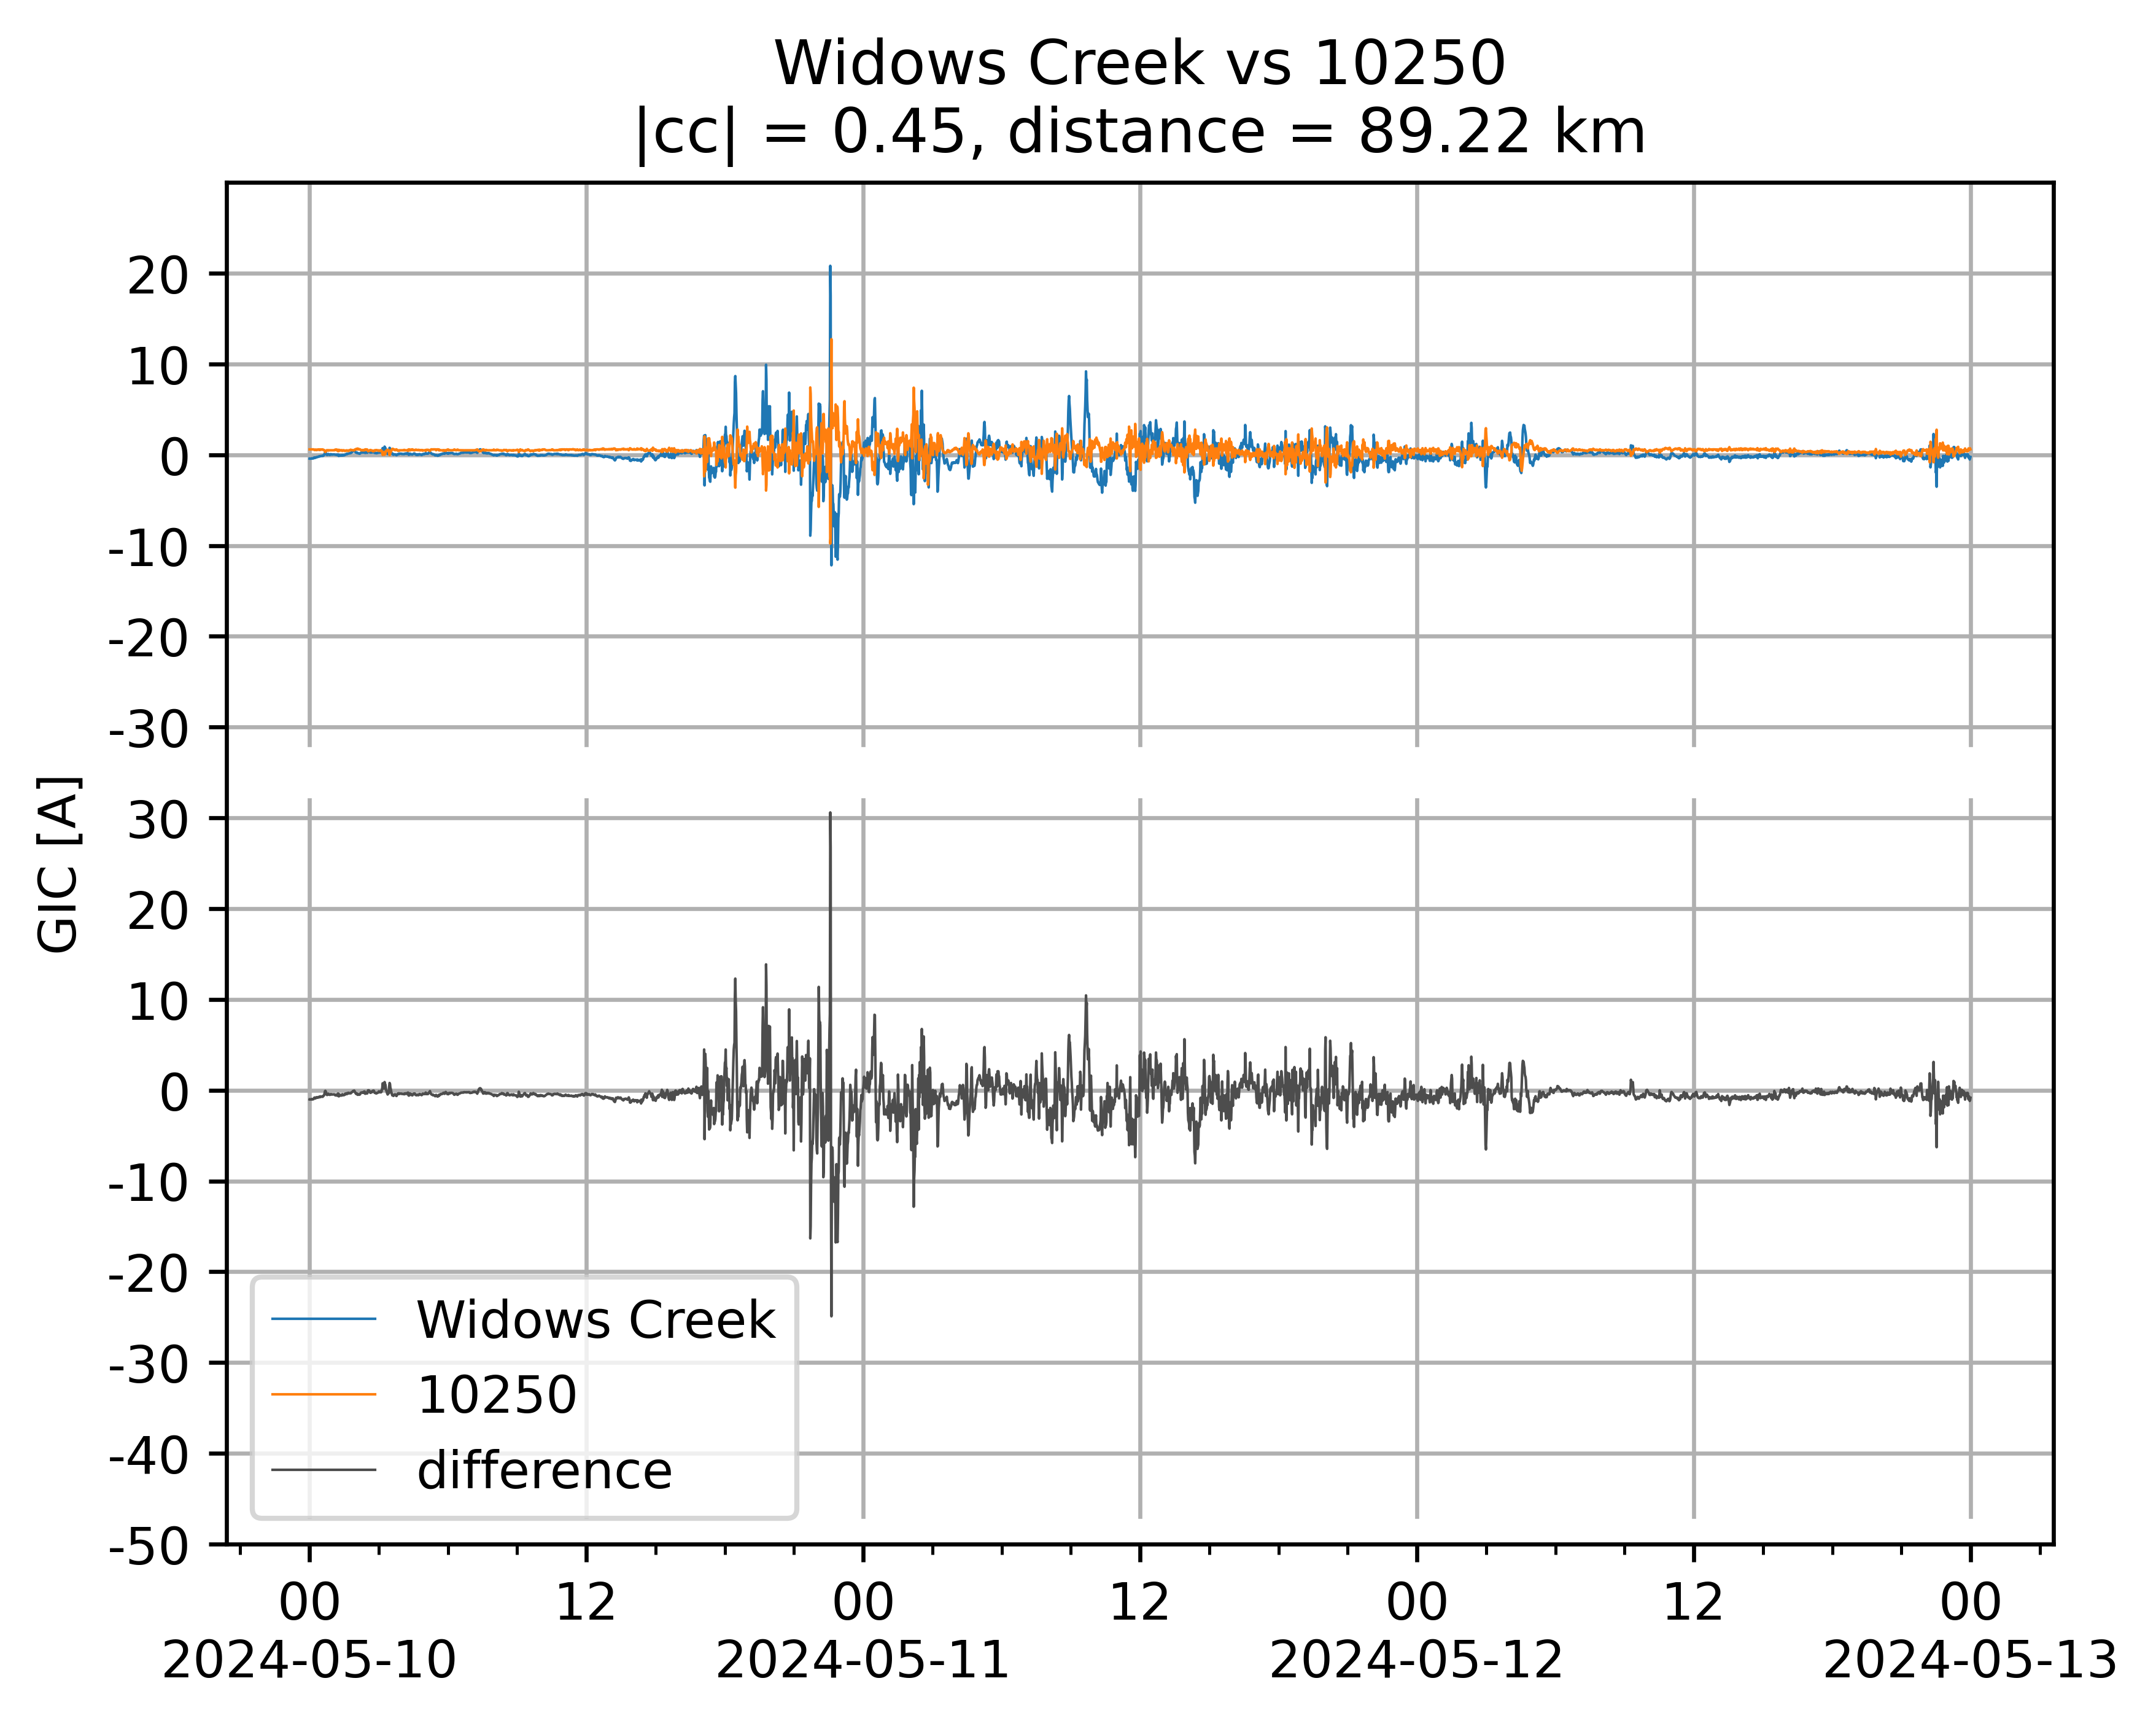 Widows Creek vs 10250
|cc| = 0.45, distance = 89.22 km
20
10
0
-10
-20
-30
30
20
10
0
-10
-20
-30
-40
-50
GIC [A]
Widows Creek
10250
difference
00 12 00 12 00 12 00
2024-05-10 2024-05-11 2024-05-12 2024-05-13